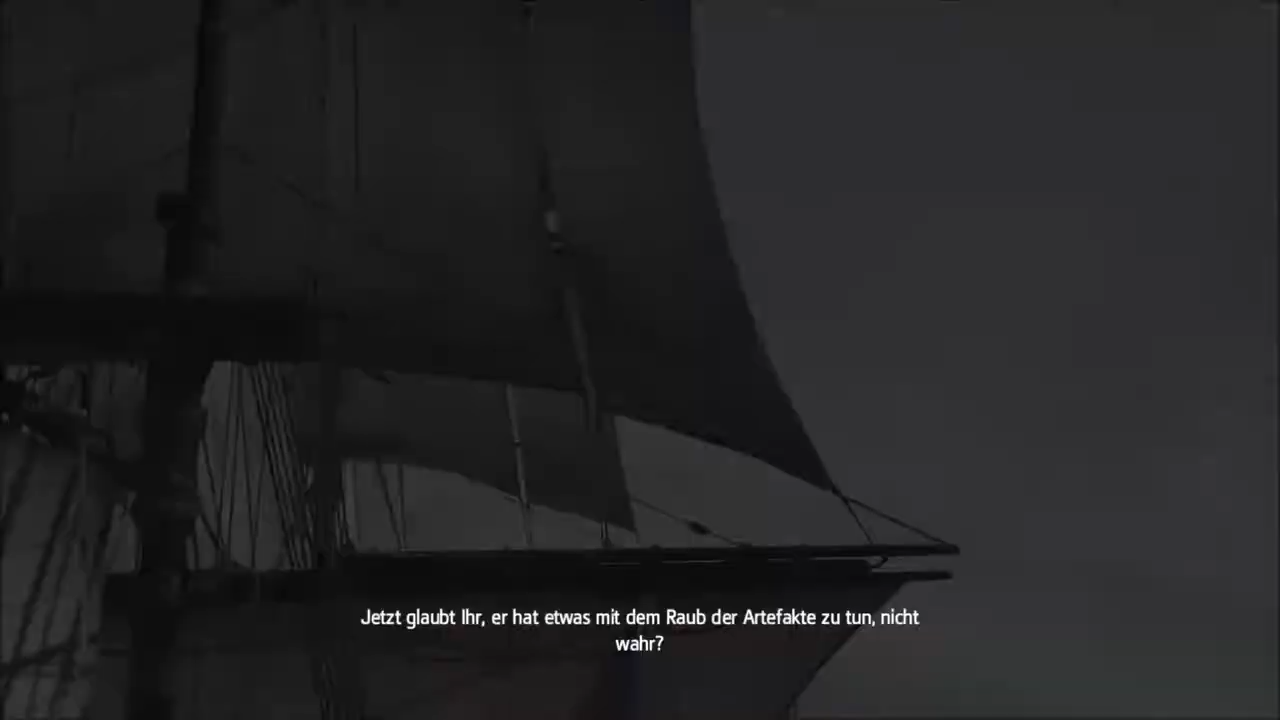 Jetzt glaubt Ihr, er hat etwas mit dem Raub der Artefakte zu tun, nicht
wahr?